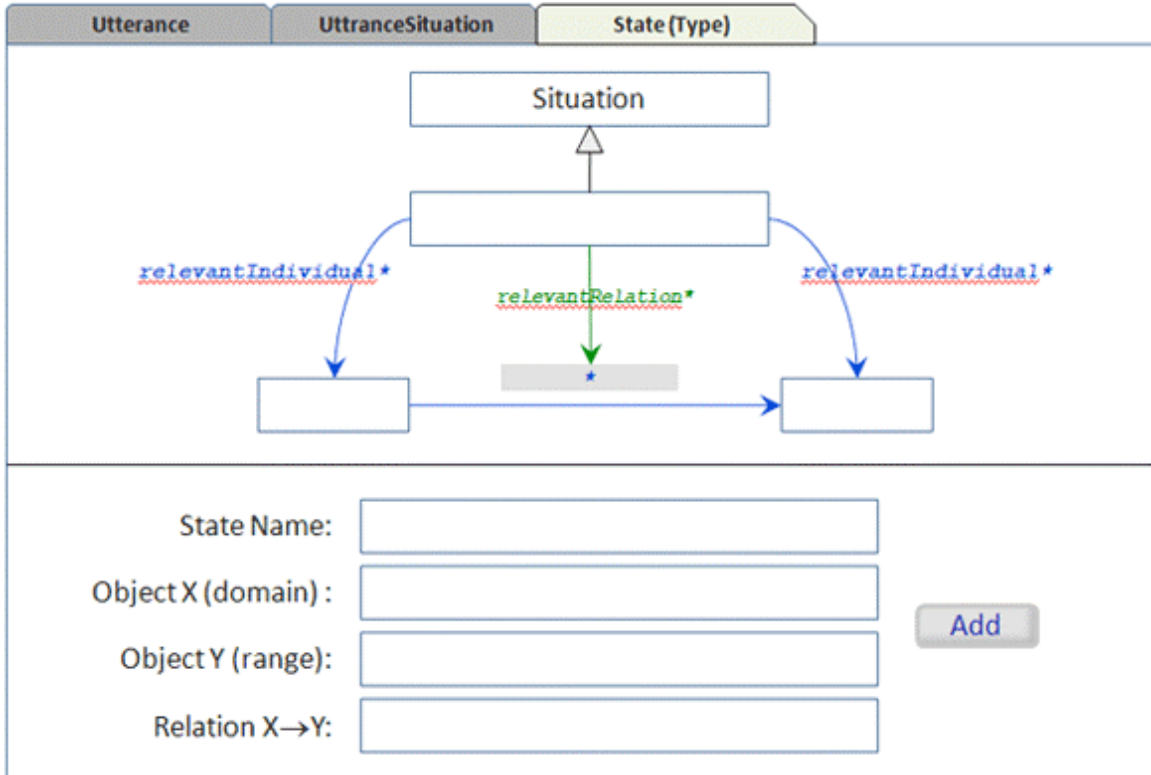 Utterance
UttranceSituation
State (Type)
Situation
relevantIndividual*
relevantIndividual*
relevantRelation*
*
State Name:
Object X (domain) :
Add
Object Y (range):
Relation X→Y: